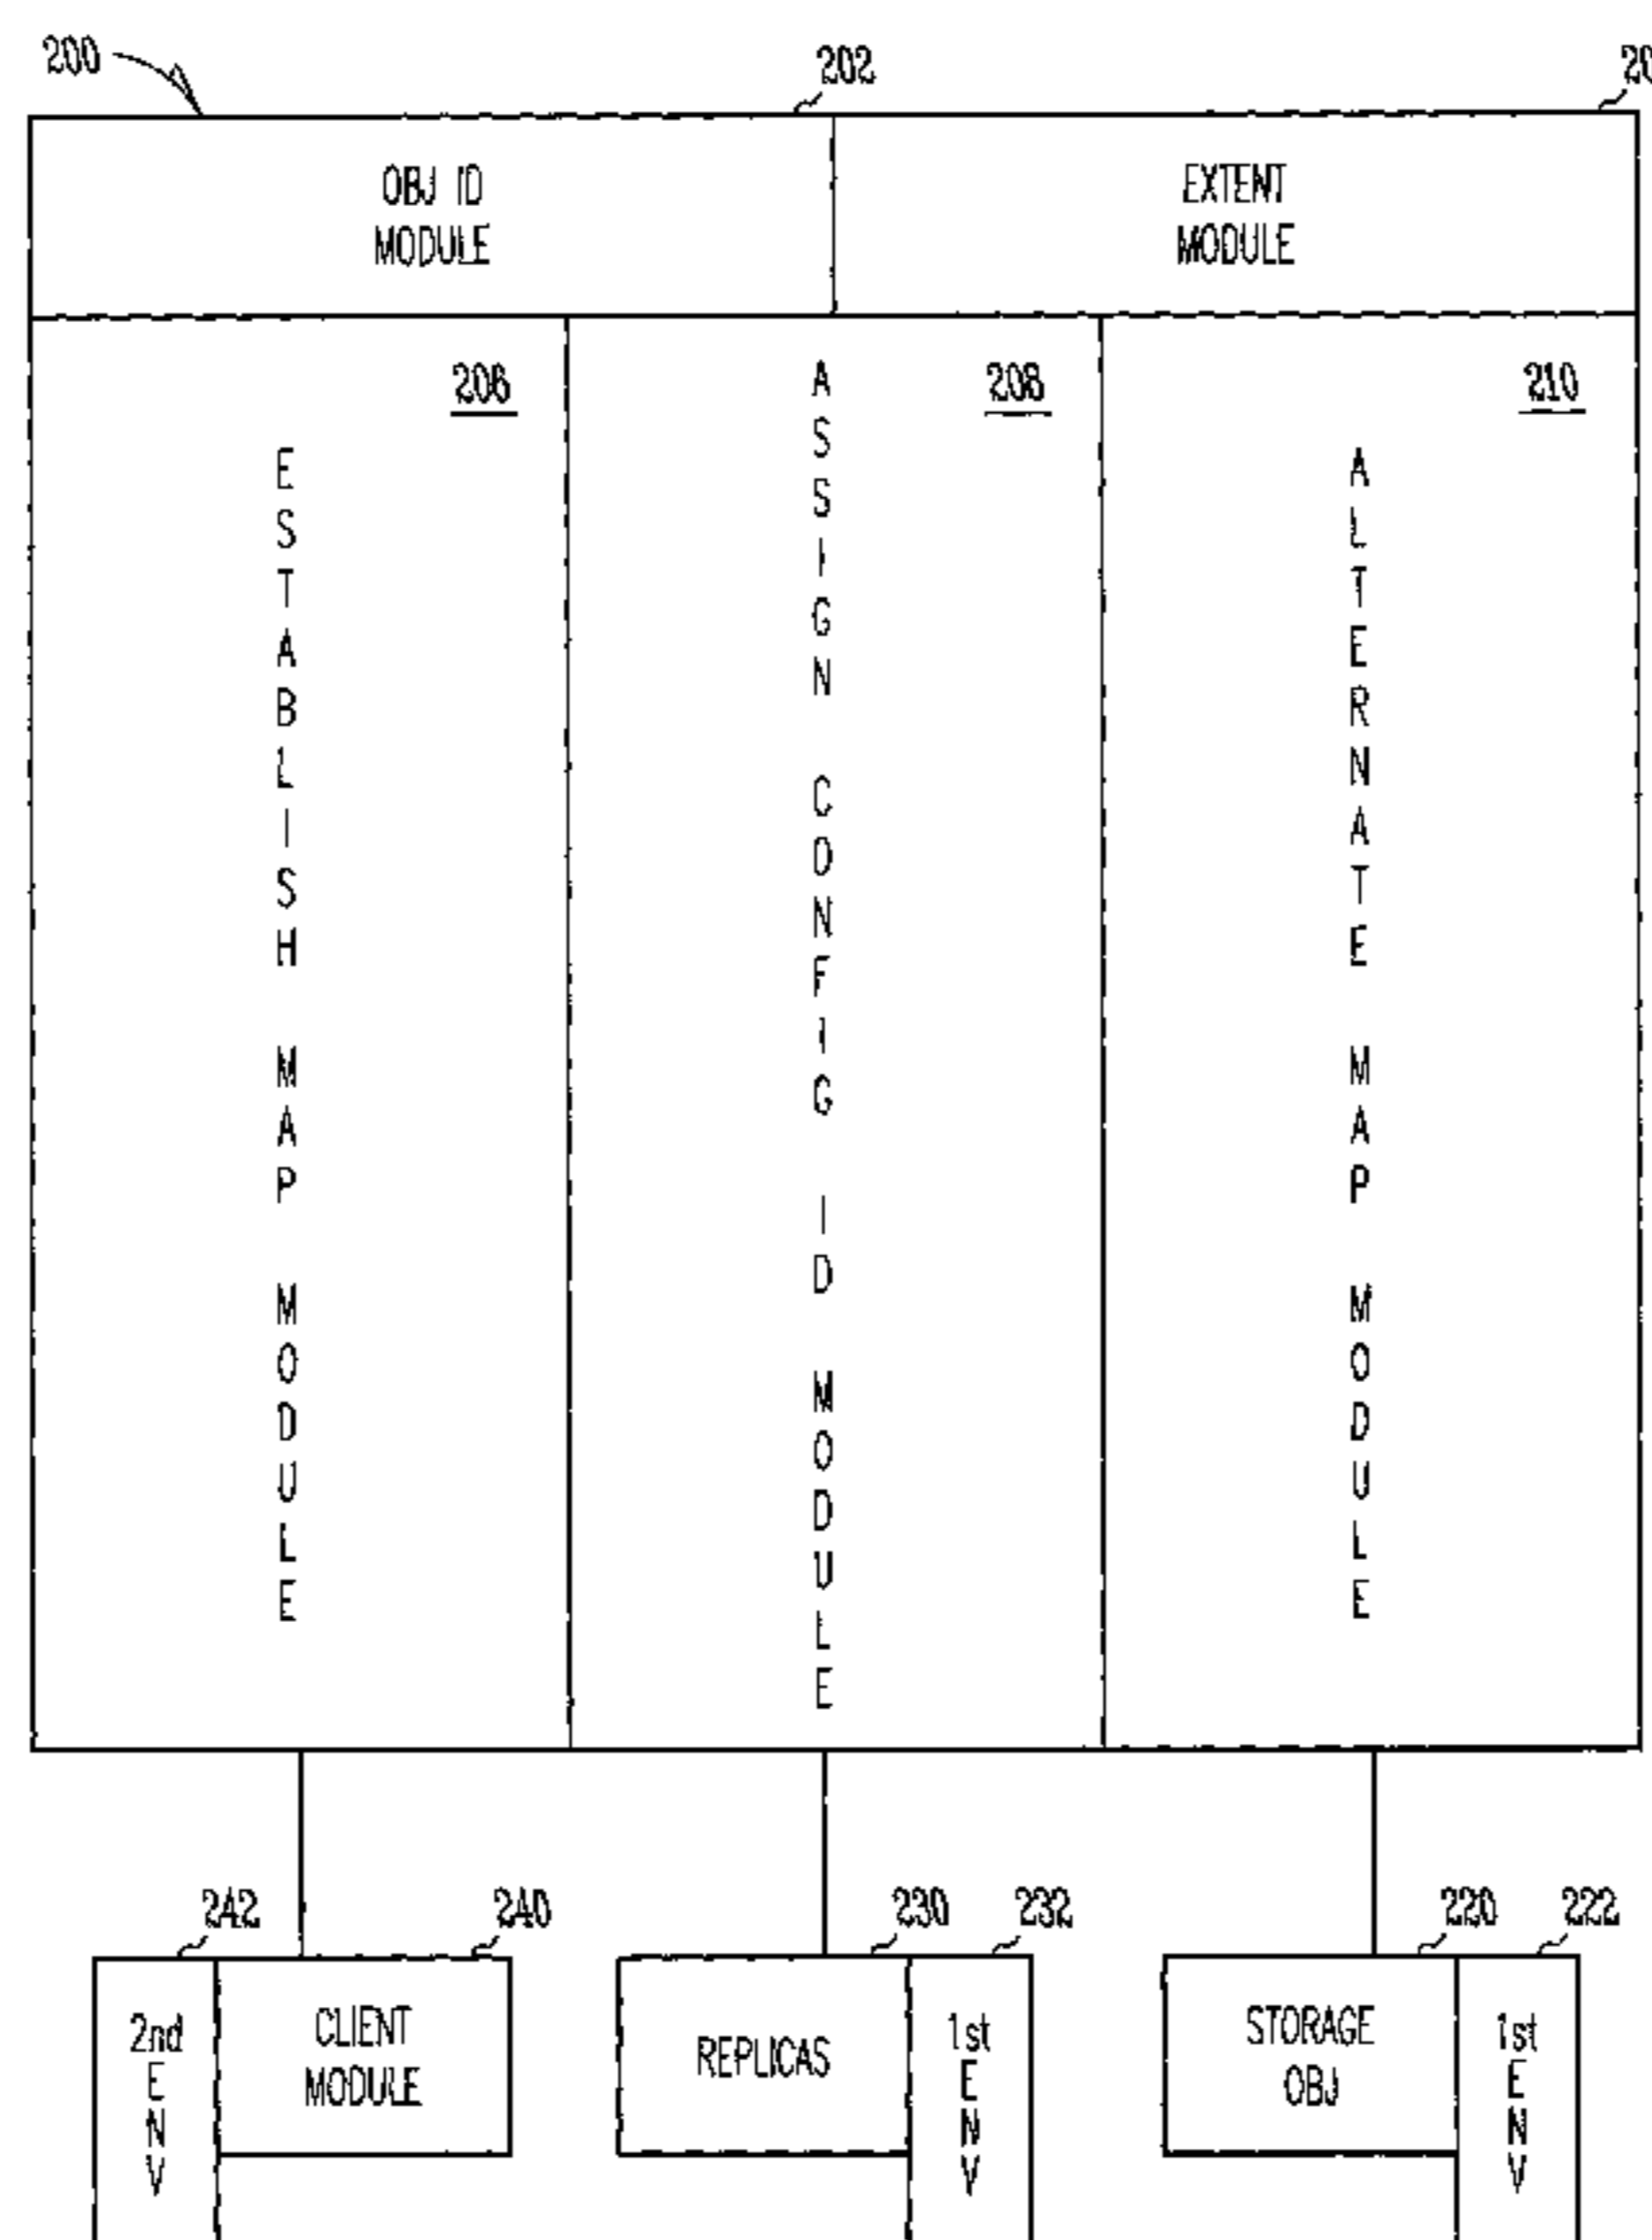 200
202
OBJ ID
MODULE
EXTENT
MODULE
206
ESTABLISH MAP MODULE
208
ASSIGN CONFIG ID MODULE
210
ALTERNATE MAP MODULE
242
240
2nd
ENV
CLIENT
MODULE
230
232
REPLICAS
1st
ENV
220
222
STORAGE
OBJ
1st
ENV